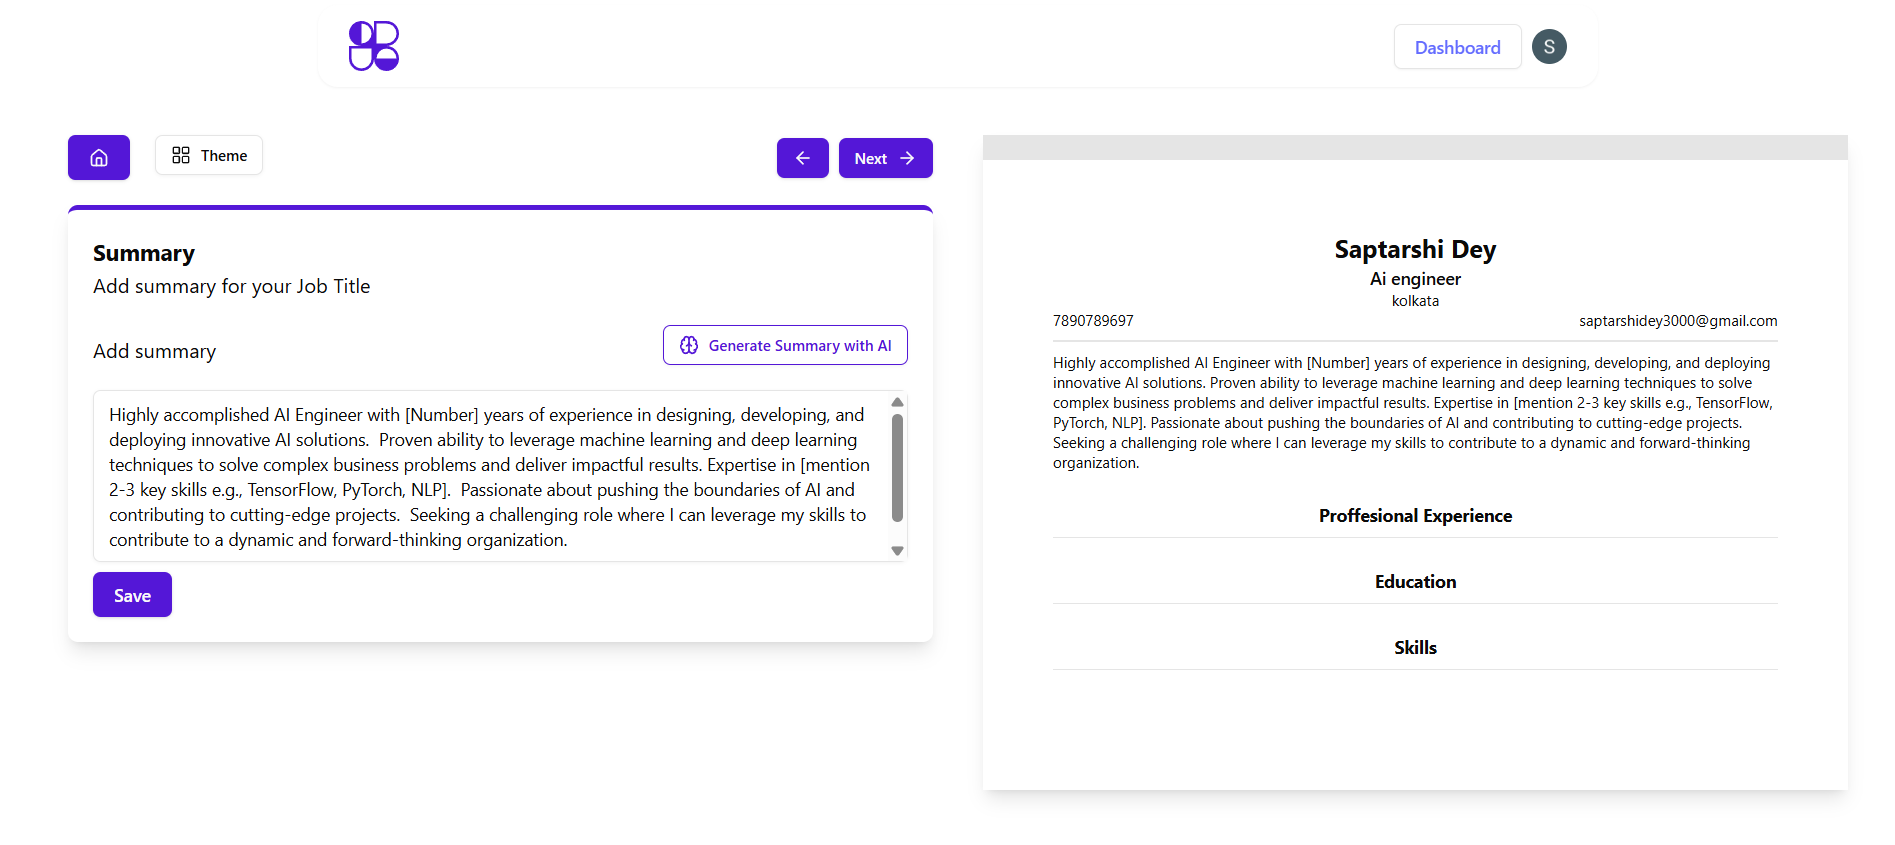 Dashboard
S
Theme
Next
Summary
Add summary for your Job Title
Add summary
Generate Summary with AI
Highly accomplished AI Engineer with [Number] years of experience in designing, developing, and
deploying innovative AI solutions.  Proven ability to leverage machine learning and deep learning
techniques to solve complex business problems and deliver impactful results. Expertise in [mention
2-3 key skills e.g., TensorFlow, PyTorch, NLP].  Passionate about pushing the boundaries of AI and
contributing to cutting-edge projects.  Seeking a challenging role where I can leverage my skills to
contribute to a dynamic and forward-thinking organization.
Save
Saptarshi Dey
Ai engineer
kolkata
7890789697
saptarshidey3000@gmail.com
Highly accomplished AI Engineer with [Number] years of experience in designing, developing, and deploying
innovative AI solutions. Proven ability to leverage machine learning and deep learning techniques to solve
complex business problems and deliver impactful results. Expertise in [mention 2-3 key skills e.g., TensorFlow,
PyTorch, NLP]. Passionate about pushing the boundaries of AI and contributing to cutting-edge projects.
Seeking a challenging role where I can leverage my skills to contribute to a dynamic and forward-thinking
organization.
Proffesional Experience
Education
Skills